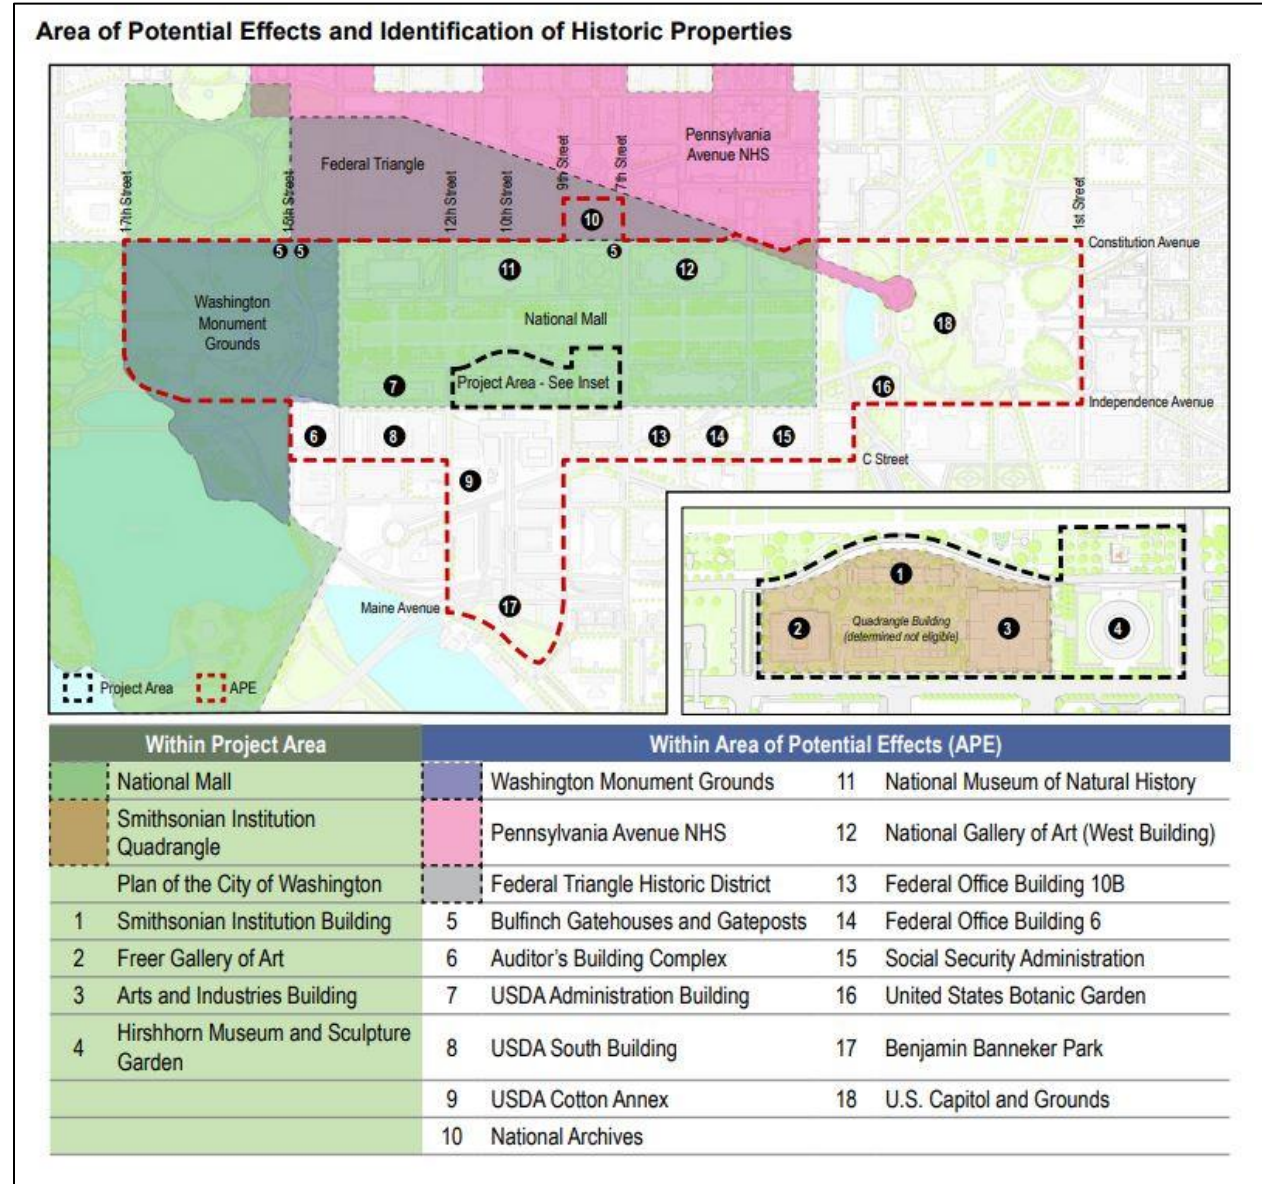 Area of Potential Effects and Identification of Historic Properties
Pennsylvania
Avenue NHS
Federal Triangle
17th Street
15th Street
12th Street
10th Street
9th Street
7th Street
1st Street
10
Constitution Avenue
5
5
5
11
12
Washington
Monument
Grounds
National Mall
18
7
Project Area - See Inset
16
Independence Avenue
6
8
13
14
15
C Street
9
Maine Avenue
17
Project Area
APE
1
2
Quadrangle Building
(determined not eligible)
3
4
Within Project Area
Within Area of Potential Effects (APE)
National Mall
Washington Monument Grounds
11 National Museum of Natural History
Smithsonian Institution
Quadrangle
Pennsylvania Avenue NHS
12 National Gallery of Art (West Building)
Plan of the City of Washington
Federal Triangle Historic District
13 Federal Office Building 10B
1 Smithsonian Institution Building
5 Bulfinch Gatehouses and Gateposts
14 Federal Office Building 6
2 Freer Gallery of Art
6 Auditor's Building Complex
15 Social Security Administration
3 Arts and Industries Building
7 USDA Administration Building
16 United States Botanic Garden
4 Hirshhorn Museum and Sculpture
Garden
8 USDA South Building
17 Benjamin Banneker Park
9 USDA Cotton Annex
18 U.S. Capitol and Grounds
10 National Archives